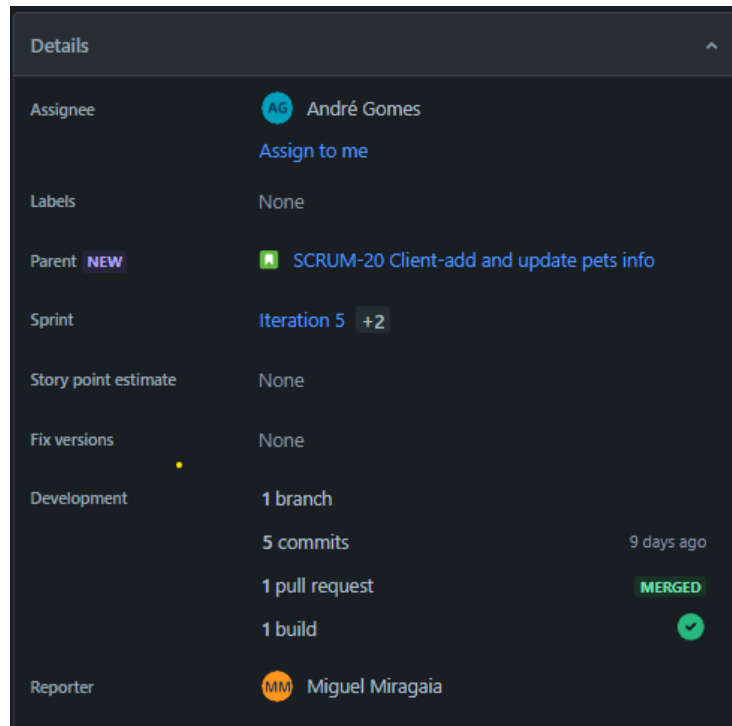 Details
Assignee AG André Gomes
Assign to me
Labels None
Parent NEW SCRUM-20 Client-add and update pets info
Sprint Iteration 5 +2
Story point estimate None
Fix versions None
Development 1 branch
5 commits 9 days ago
1 pull request MERGED
1 build
Reporter MM Miguel Miragaia